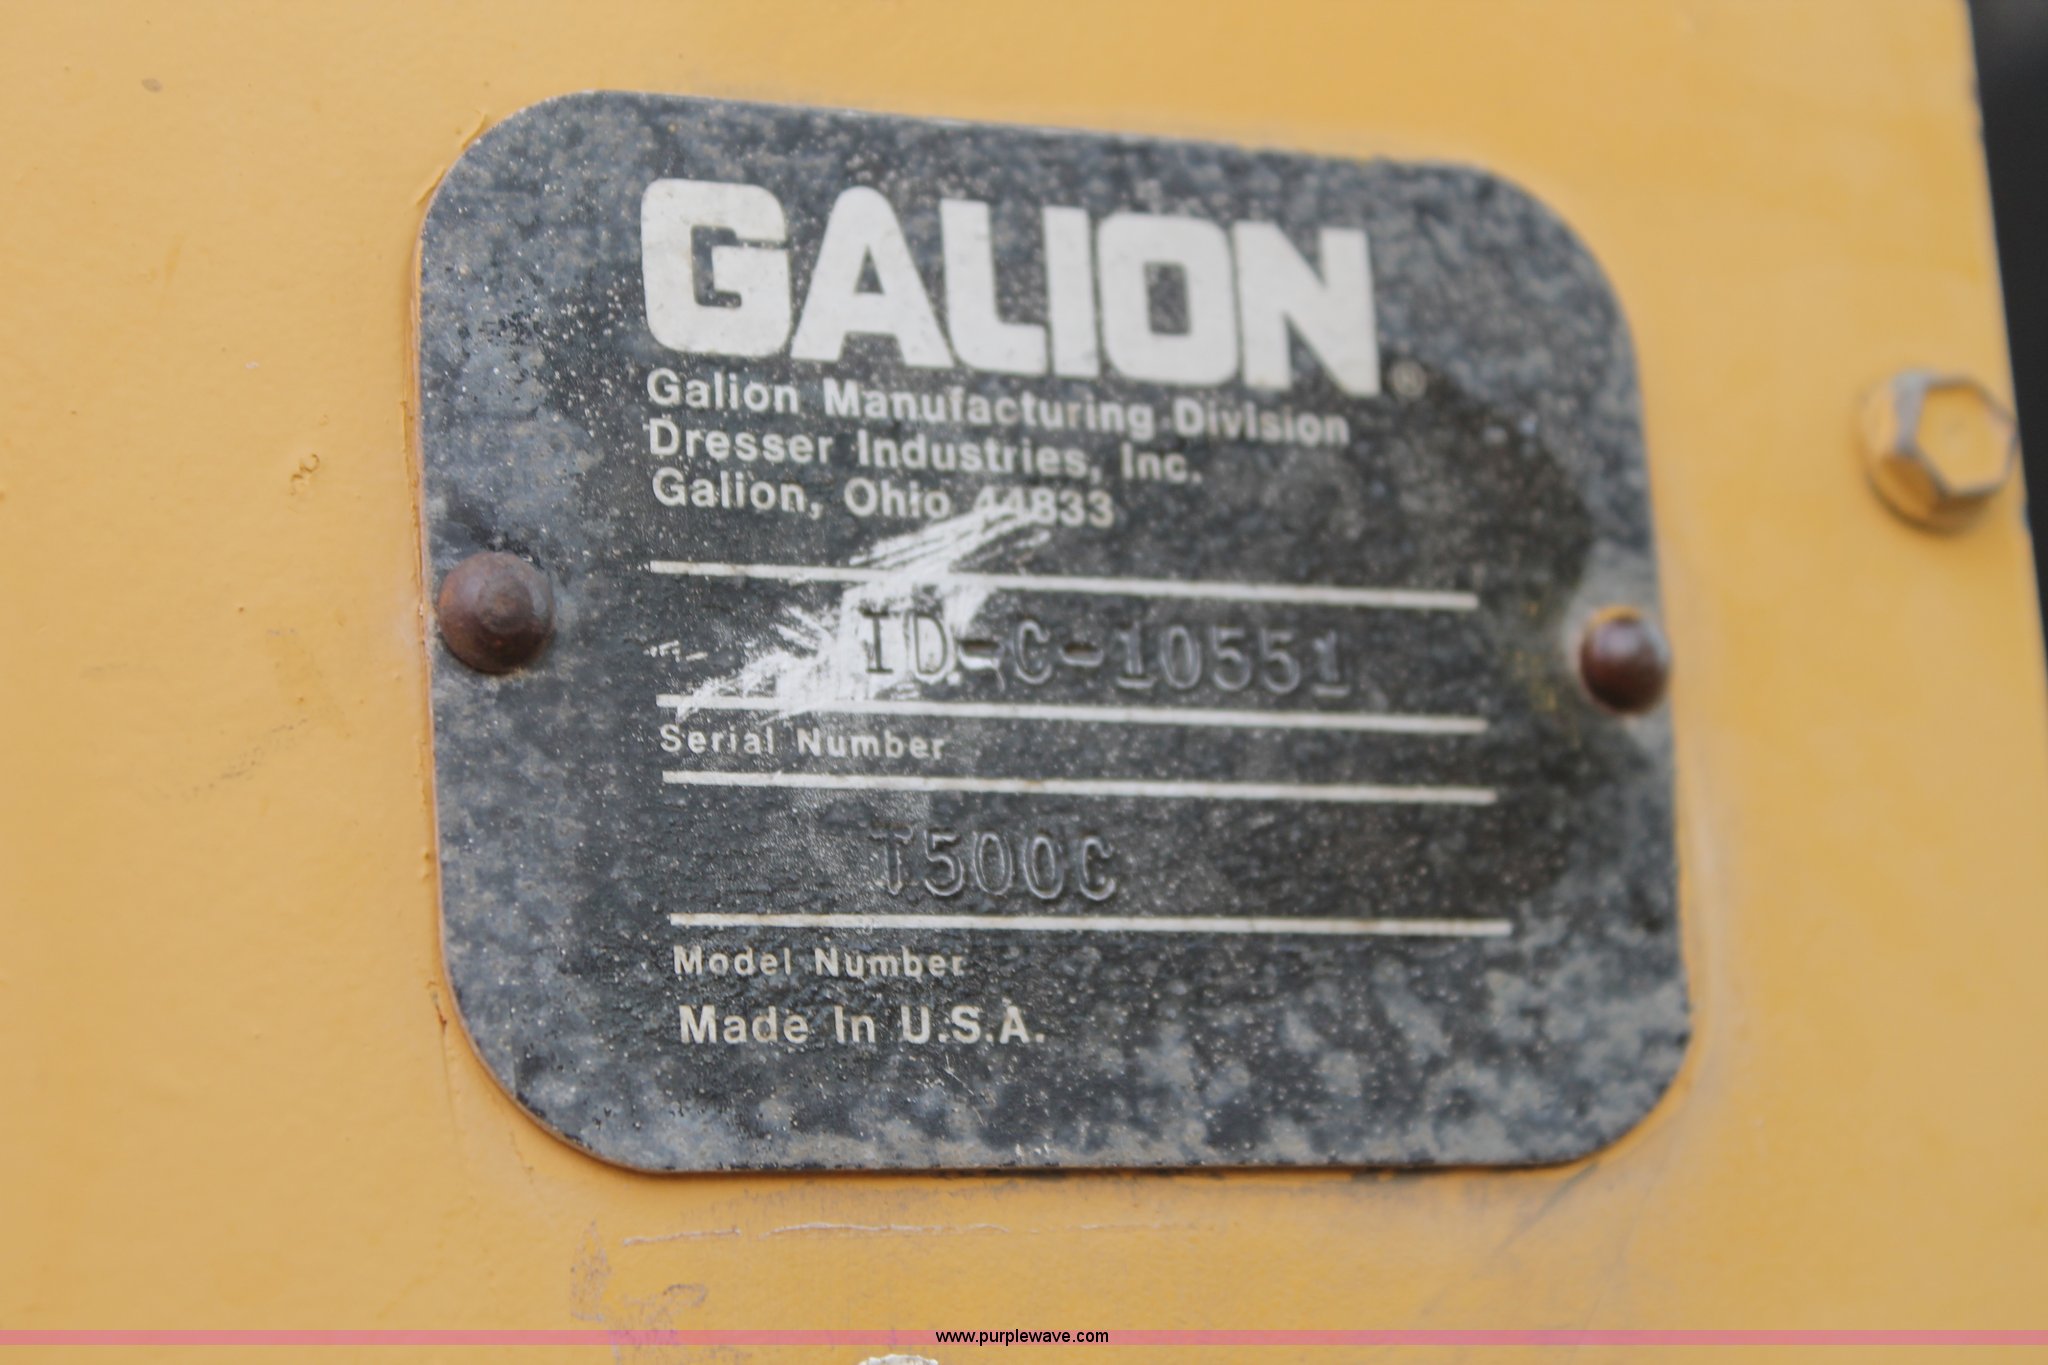 GALION®
Galion Manufacturing Division
Dresser Industries, Inc.
Galion, Ohio 44833
ID-C-10551
Serial Number
T500C
Model Number
Made In U.S.A.
www.purplewave.com